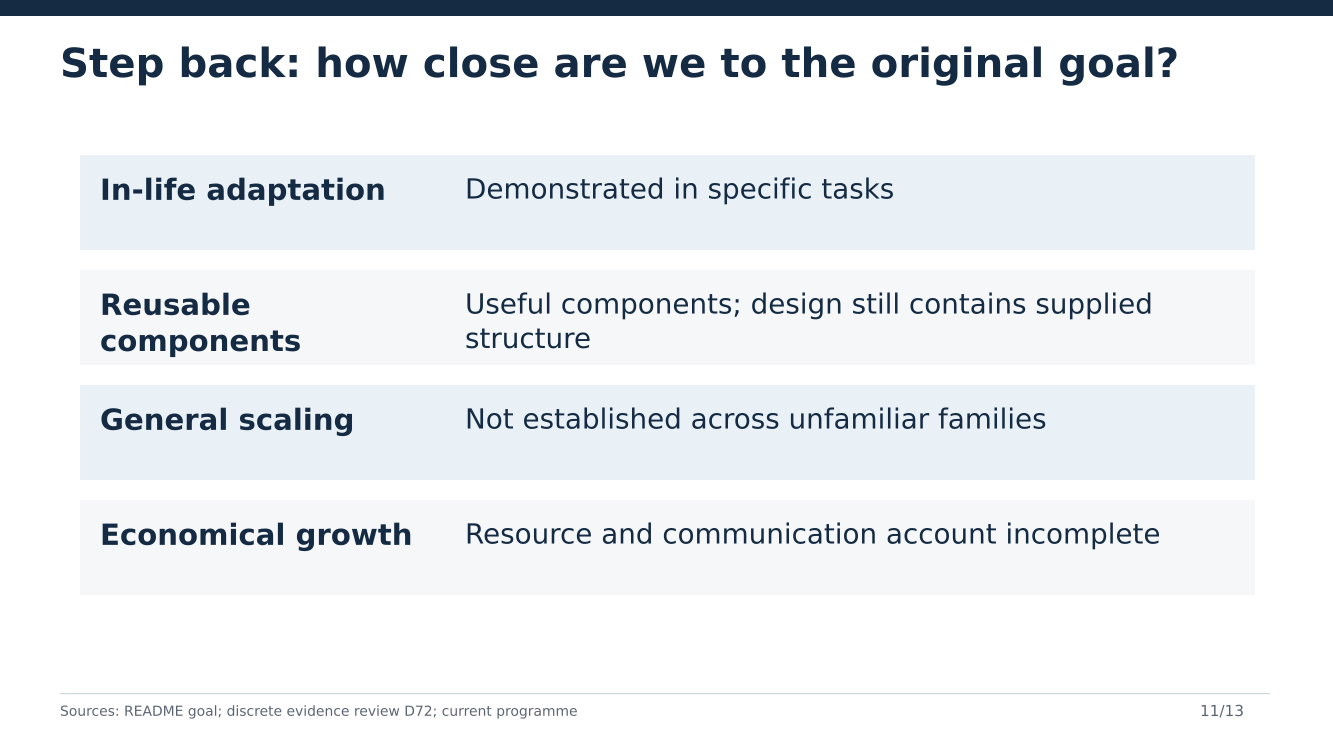 Step back: how close are we to the original goal?
In-life adaptation
Demonstrated in specific tasks
Reusable
components
Useful components; design still contains supplied
structure
General scaling
Not established across unfamiliar families
Economical growth
Resource and communication account incomplete
Sources: README goal; discrete evidence review D72; current programme
11/13